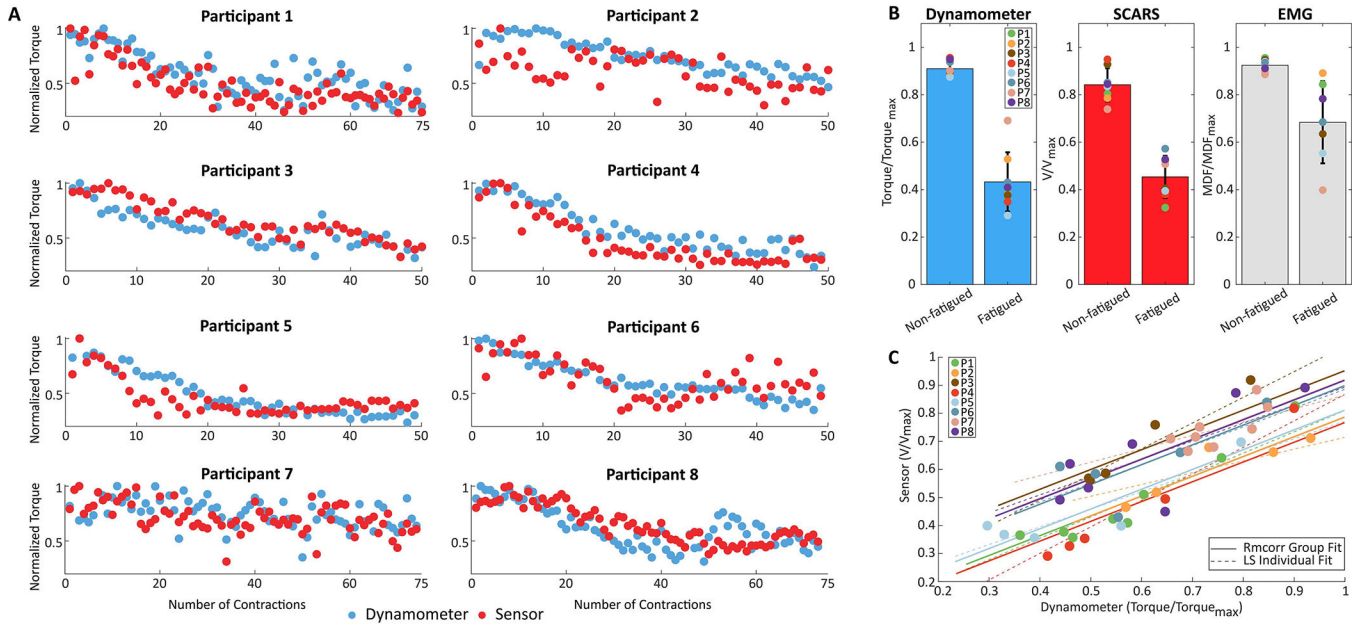 A
Participant 1
Normalized Torque
1
0.5
0 20 40 60 75
Participant 2
1
0.5
0 10 20 30 40 50
Participant 3
Normalized Torque
1
0.5
0 10 20 30 40 50
Participant 4
1
0.5
0 10 20 30 40 50
Participant 5
Normalized Torque
1
0.5
0 10 20 30 40 50
Participant 6
1
0.5
0 10 20 30 40 50
Participant 7
Normalized Torque
1
0.5
0 20 40 60 75
Number of Contractions
Participant 8
1
0.5
0 20 40 60 75
Number of Contractions
Dynamometer Sensor
B
Dynamometer
Torque/Torque max
1
0.8
0.6
0.4
0.2
0
P1
P2
P3
P4
P5
P6
P7
P8
Non-fatigued Fatigued
SCARS
V/Vmax
1
0.8
0.6
0.4
0.2
0
Non-fatigued Fatigued
EMG
MDF/MDFmax
1
0.8
0.6
0.4
0.2
0
Non-fatigued Fatigued
C
Sensor (V/Vmax)
1
0.9
0.8
0.7
0.6
0.5
0.4
0.3
0.2
P1
P2
P3
P4
P5
P6
P7
P8
Rmcorr Group Fit
LS Individual Fit
0.2 0.3 0.4 0.5 0.6 0.7 0.8 0.9 1
Dynamometer (Torque/Torquemax)